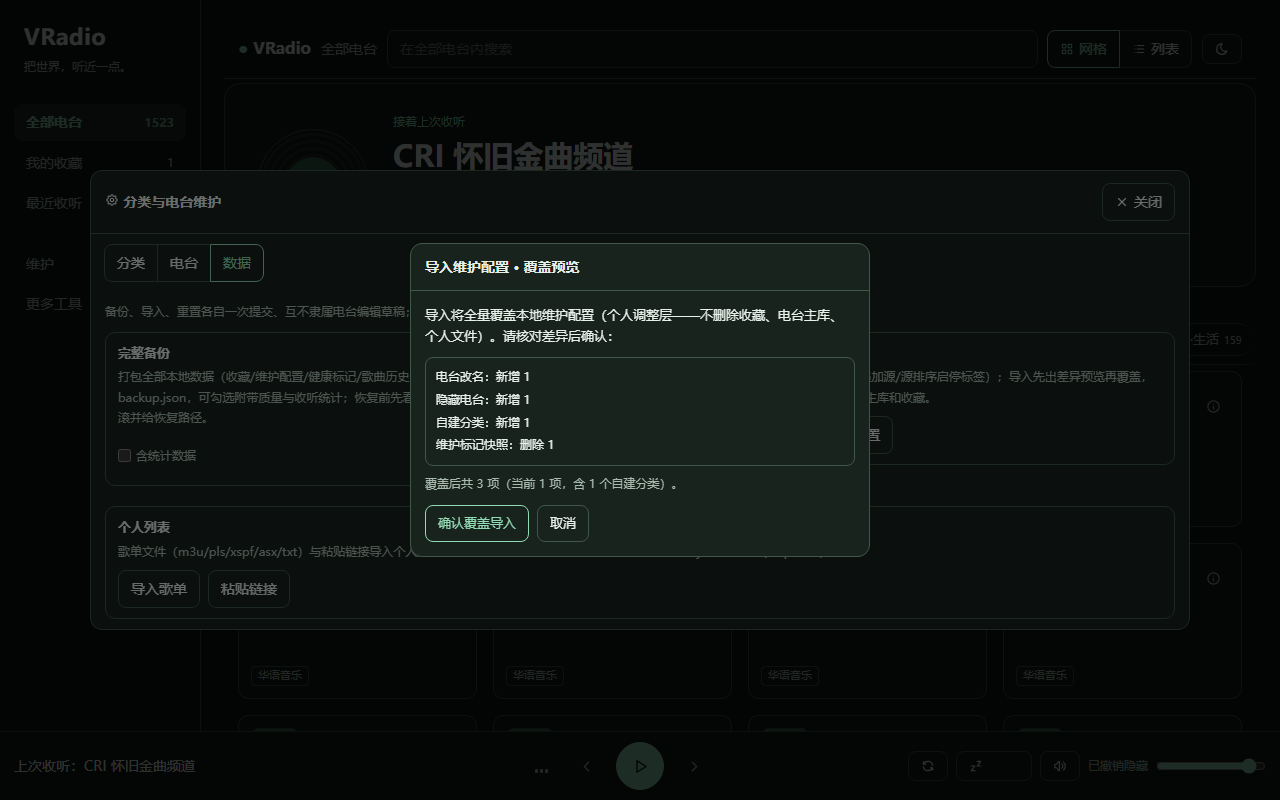 VRadio
把世界，听近一点。
全部电台 1523
我的收藏 1
最近收听
维护
更多工具
VRadio 全部电台
在全部电台内搜索
网格
列表
接着上次收听
CRI 怀旧金曲频道
生活 159
分类与电台维护
关闭
分类
电台
数据
备份、导入、重置各自一次提交、互不隶属电台编辑草稿；
完整备份
打包全部本地数据（收藏/维护配置/健康标记/歌曲历史
backup.json，可勾选附带质量与收听统计；恢复前先看
滚并给恢复路径。
含统计数据
加源/源排序启停标签）；导入先出差异预览再覆盖，
主库和收藏。
置
个人列表
歌单文件（m3u/pls/xspf/asx/txt）与粘贴链接导入个人
导入歌单
粘贴链接
导入维护配置 • 覆盖预览
导入将全量覆盖本地维护配置（个人调整层——不删除收藏、电台主库、
个人文件）。请核对差异后确认：
电台改名：新增 1
隐藏电台：新增 1
自建分类：新增 1
维护标记快照：删除 1
覆盖后共 3 项（当前 1 项，含 1 个自建分类）。
确认覆盖导入
取消
华语音乐
华语音乐
华语音乐
华语音乐
上次收听：CRI 怀旧金曲频道
已撤销隐藏